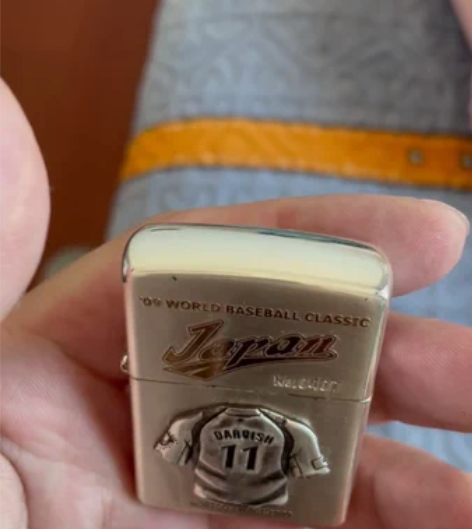 '09 WORLD BASEBALL CLASSIC
Japan
DARVISH
11